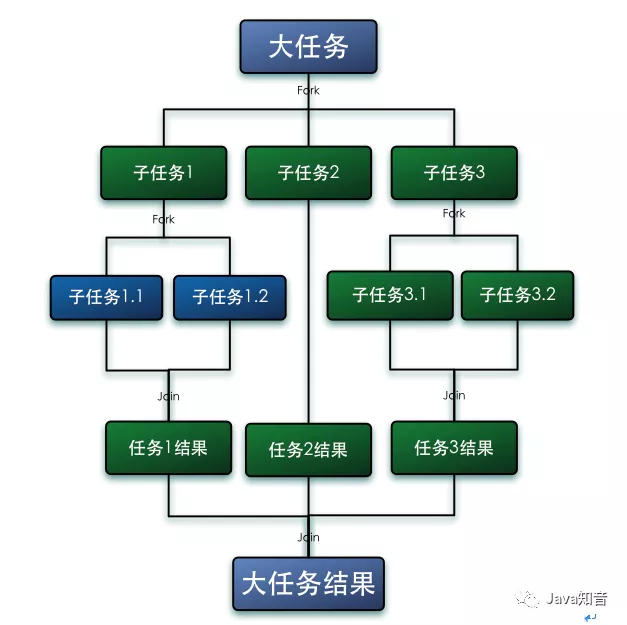 大任务
Fork
子任务1
子任务2
子任务3
Fork
Fork
子任务1.1
子任务1.2
子任务3.1
子任务3.2
Join
Join
任务1结果
任务2结果
任务3结果
Join
大任务结果
Java知音